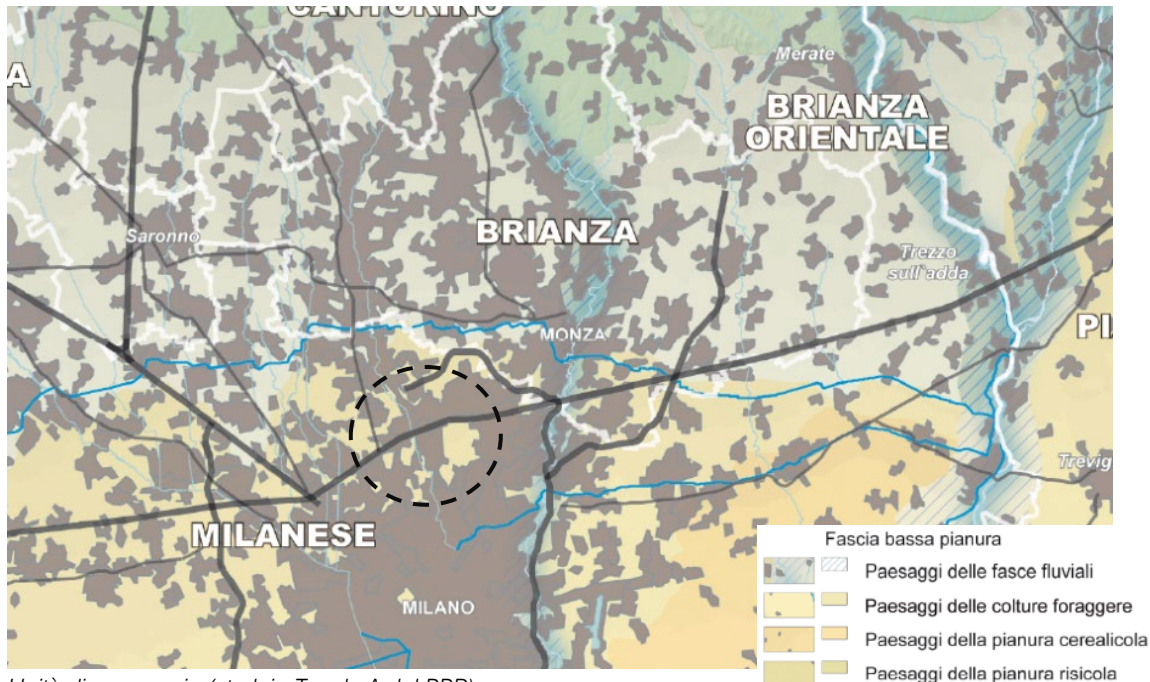 CANTURINO
Merate
A
BRIANZA
ORIENTALE
BRIANZA
Saronno
Trezzo
sull'adda
MONZA
Trevig
MILANESE
MILANO
Fascia bassa pianura
Paesaggi delle fasce fluviali
Paesaggi delle colture foraggere
Paesaggi della pianura cerealicola
Paesaggi della pianura risicola